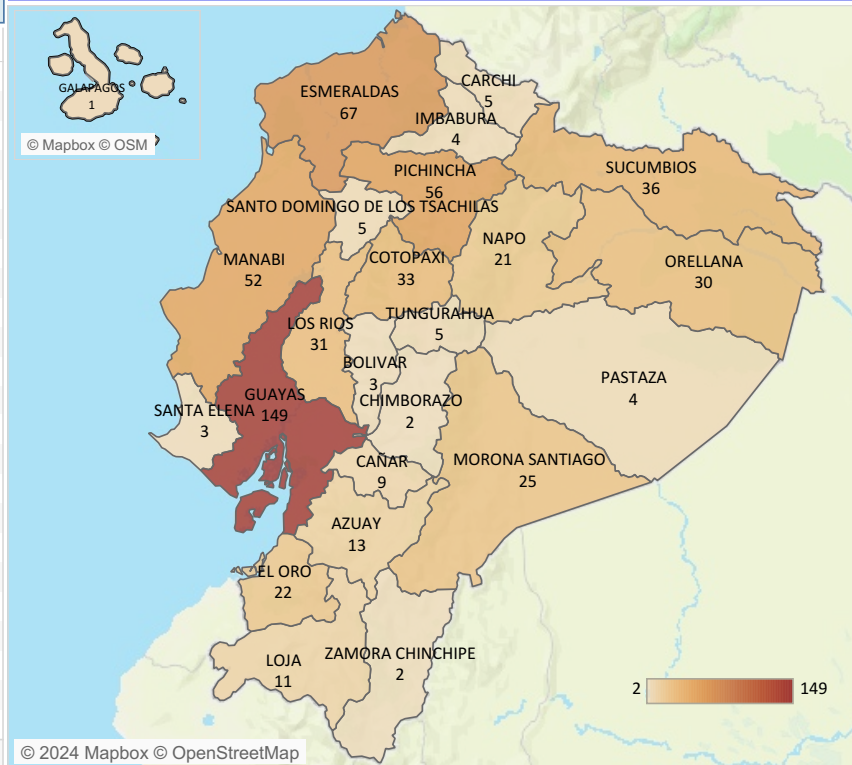 GALAPAGOS
1
© Mapbox © OSM
ESMERALDAS
67
CARCHI
5
IMBABURA
4
PICHINCHA
56
SUCUMBIOS
36
SANTO DOMINGO DE LOS TSACHILAS
5
NAPO
21
MANABI
52
COTOPAXI
33
ORELLANA
30
TUNGURAHUA
5
LOS RIOS
31
BOLIVAR
3
PASTAZA
4
GUAYAS
149
CHIMBORAZO
2
SANTA ELENA
3
CAÑAR
9
MORONA SANTIAGO
25
AZUAY
13
EL ORO
22
LOJA
11
ZAMORA CHINCHIPE
2
2
149
© 2024 Mapbox © OpenStreetMap